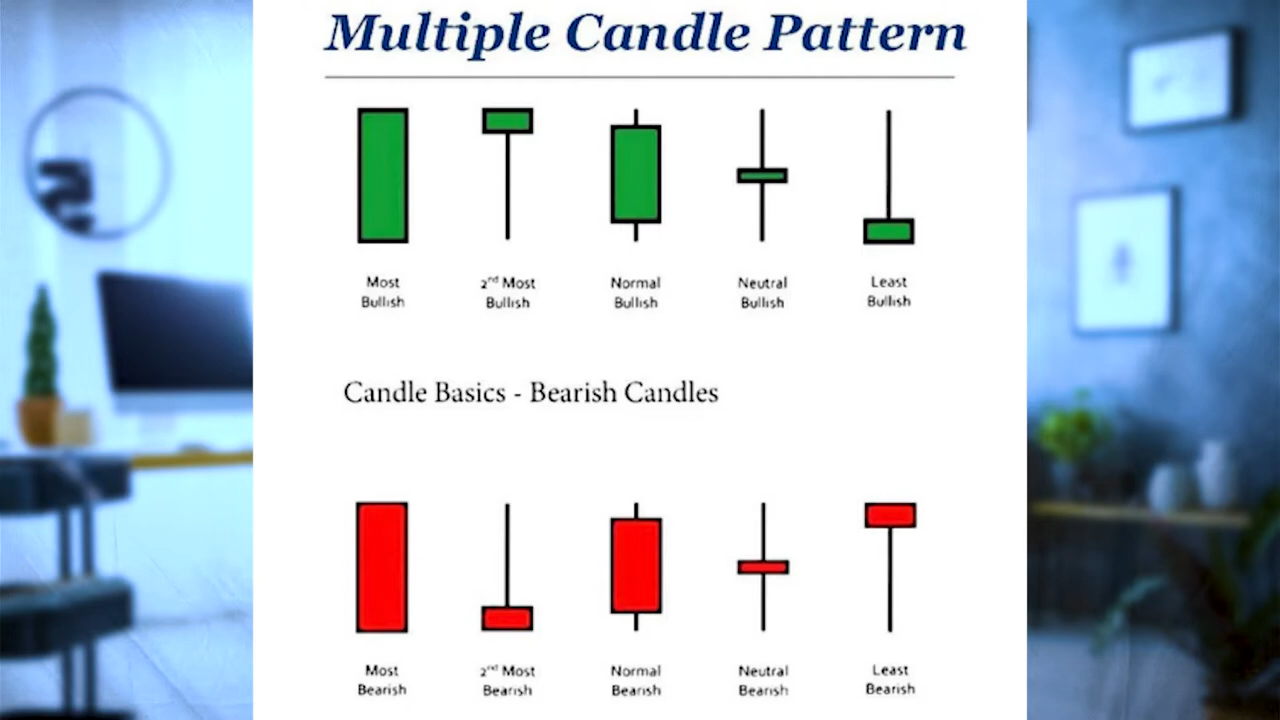 Multiple Candle Pattern
Most
Bullish
2nd Most
Bullish
Normal
Bullish
Neutral
Bullish
Least
Bullish
Candle Basics - Bearish Candles
Most
Bearish
2nd Most
Bearish
Normal
Bearish
Neutral
Bearish
Least
Bearish